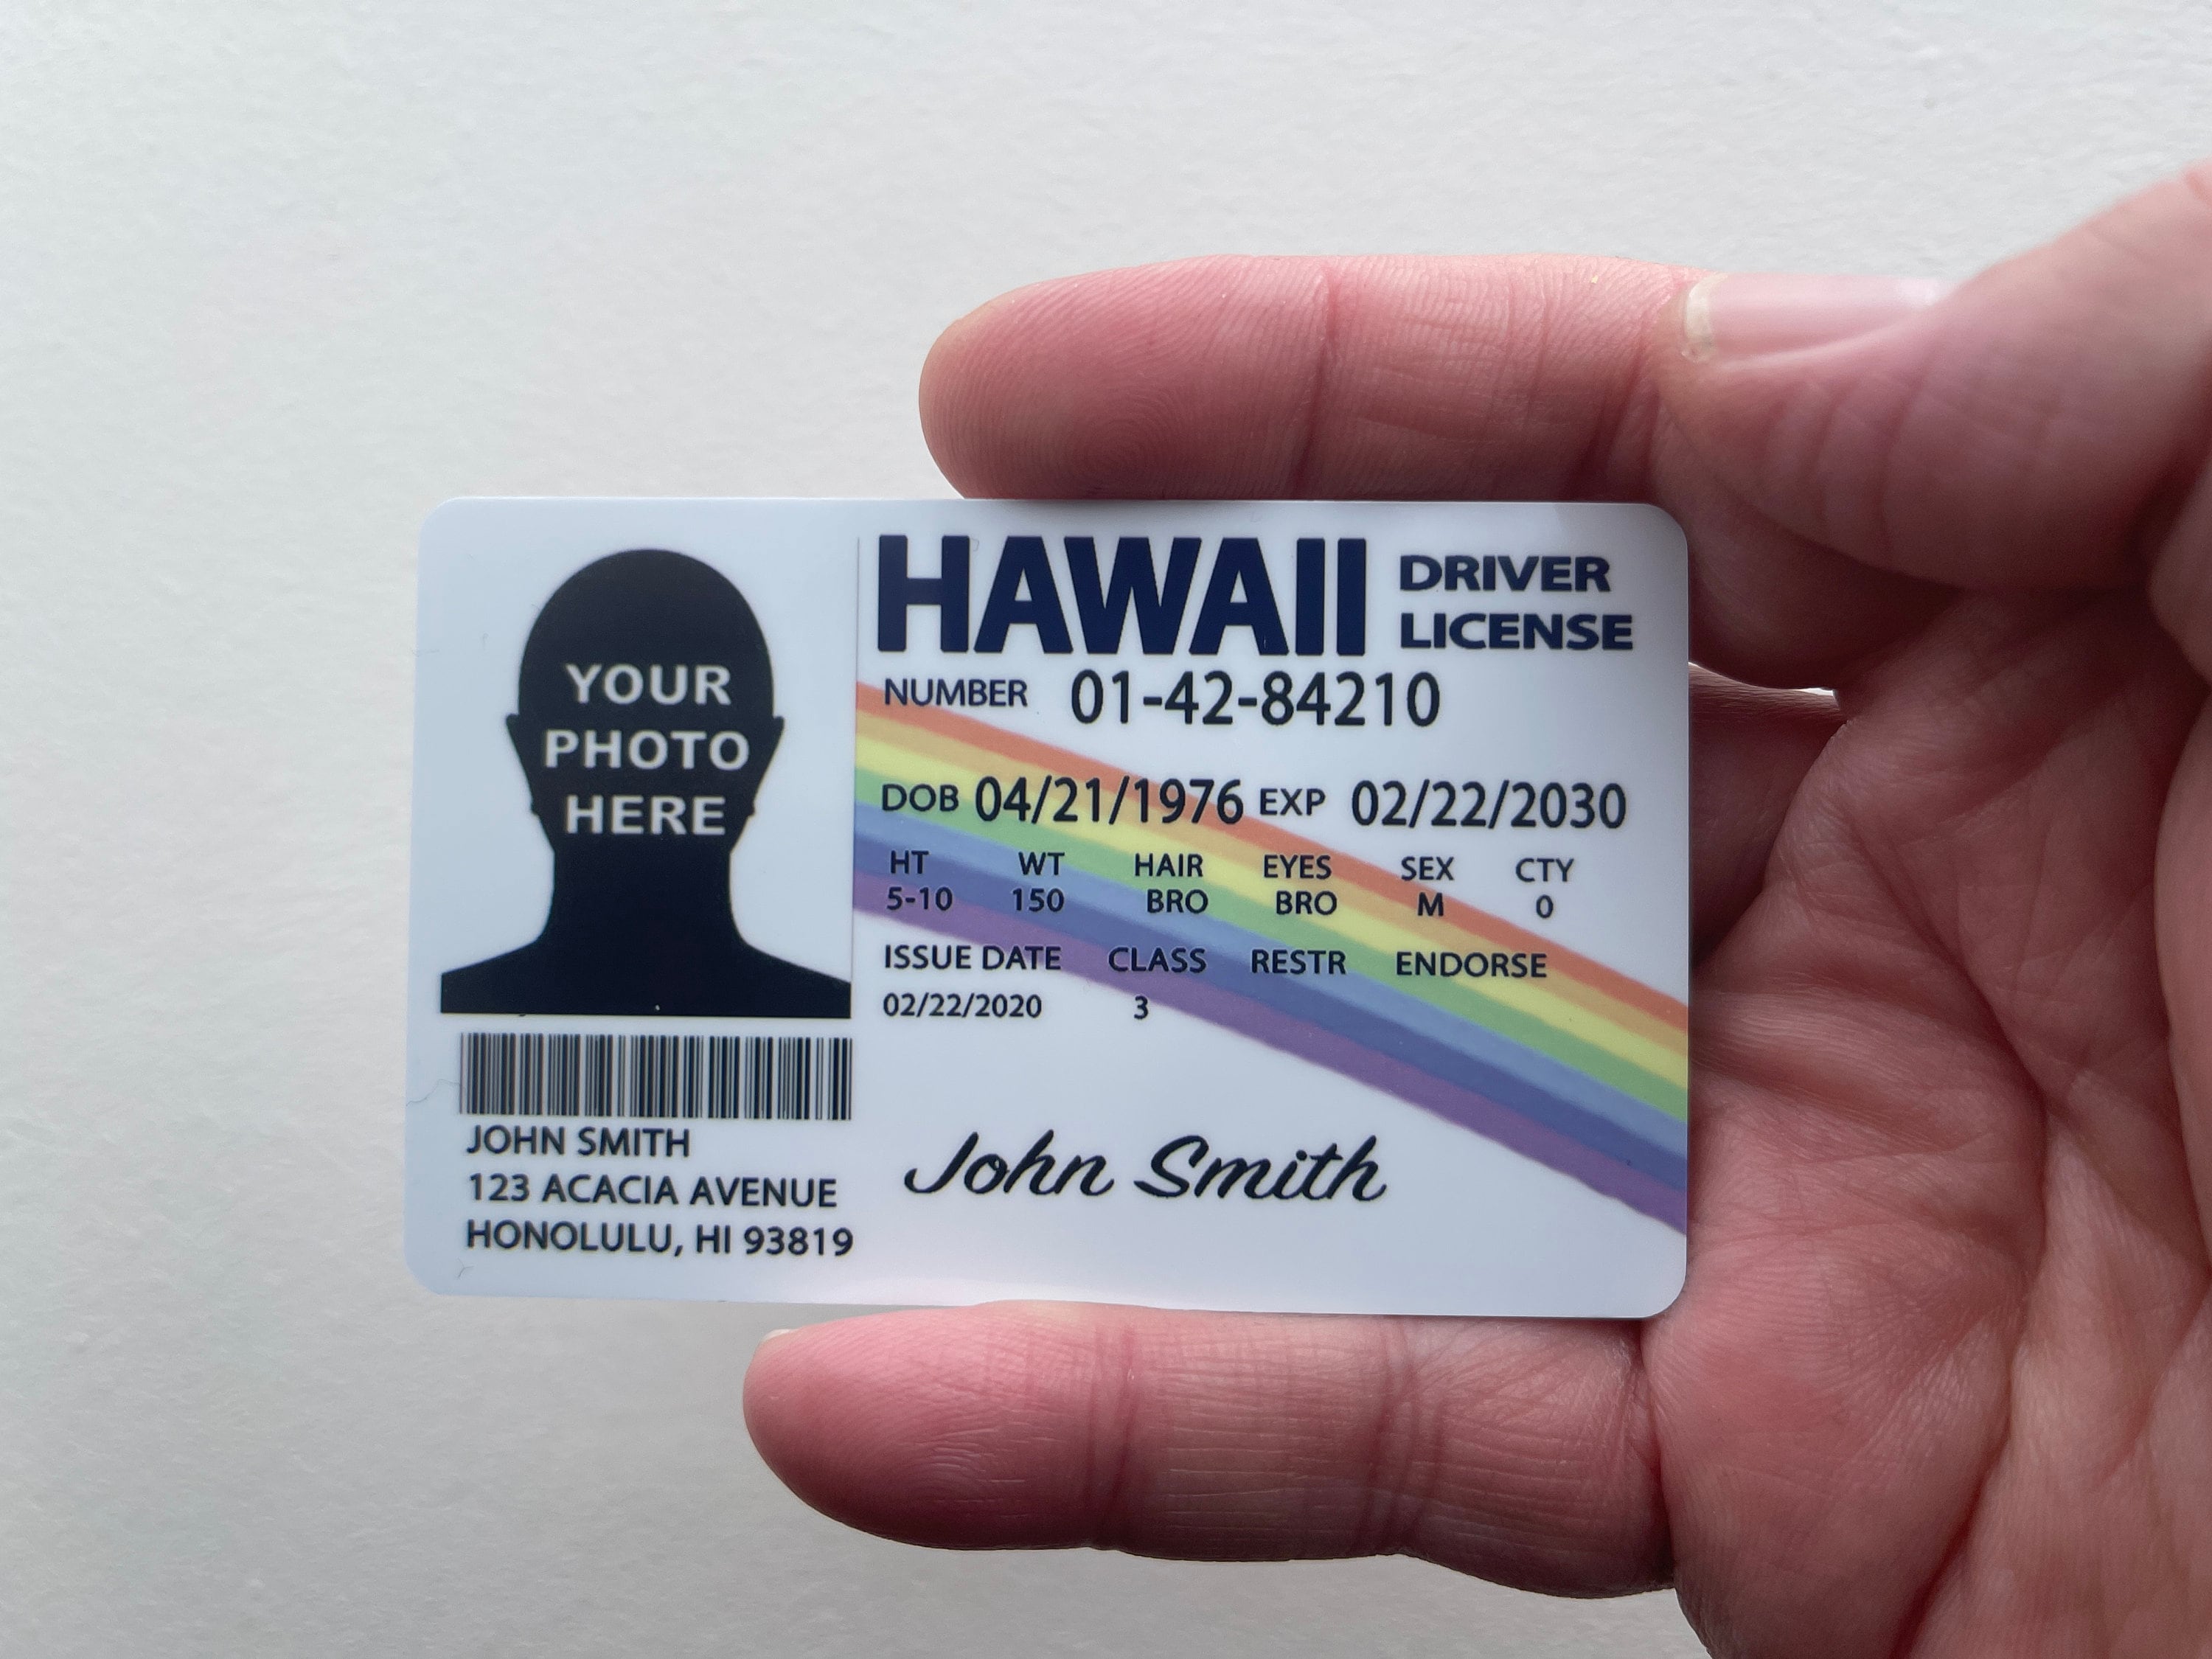 YOUR
PHOTO
HERE
JOHN SMITH
123 ACACIA AVENUE
HONOLULU, HI 93819
HAWAII DRIVER LICENSE
NUMBER 01-42-84210
DOB 04/21/1976 EXP 02/22/2030
HT WT HAIR EYES SEX CTY
5-10 150 BRO BRO M 0
ISSUE DATE CLASS RESTR ENDORSE
02/22/2020 3
John Smith